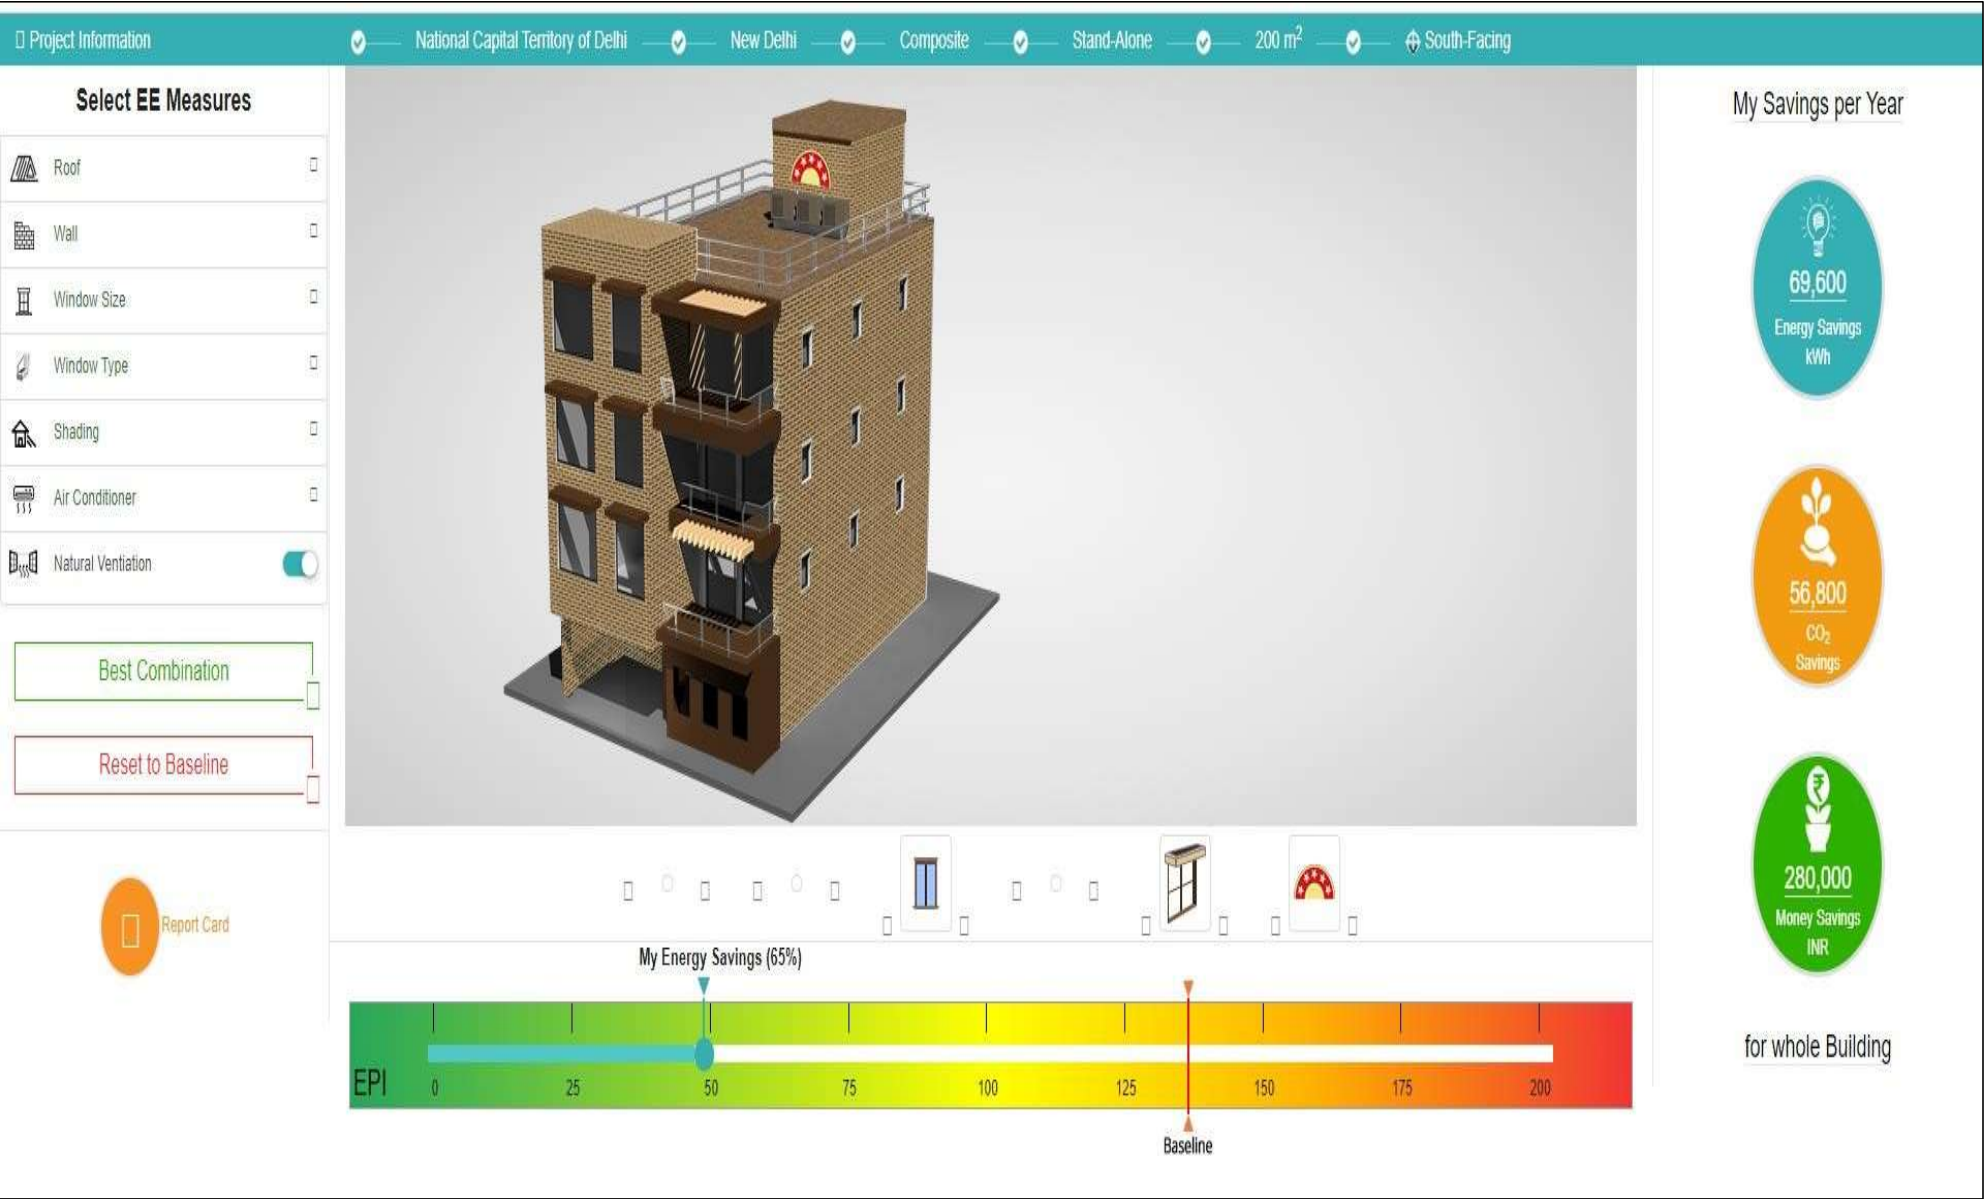 Project Information
National Capital Territory of Delhi
New Delhi
Composite
Stand-Alone
200 m²
South-Facing
Select EE Measures
Roof
Wall
Window Size
Window Type
Shading
Air Conditioner
Natural Ventiation
Best Combination
Reset to Baseline
Report Card
My Energy Savings (65%)
EPI
0 25 50 75 100 125 150 175 200
Baseline
My Savings per Year
69,600
Energy Savings
kWh
56,800
CO₂
Savings
₹
280,000
Money Savings
INR
for whole Building